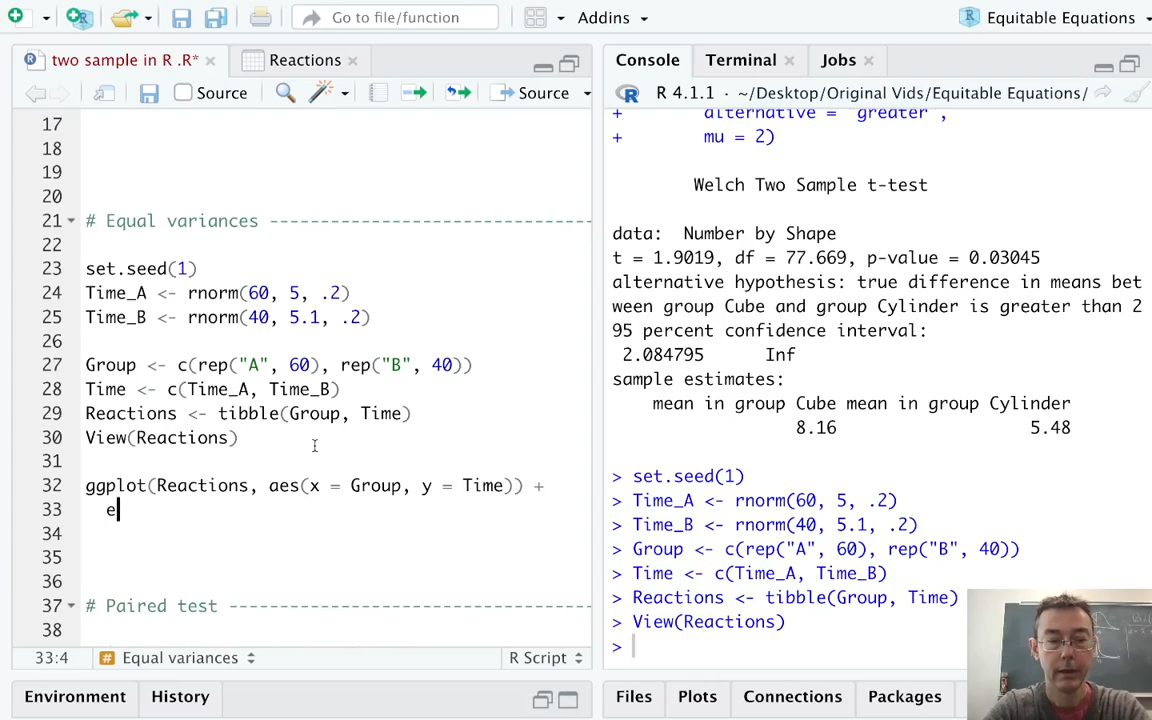 Go to file/function
Addins
Equitable Equations
two sample in R .R*
Reactions
Source
Source
17
18
19
20
21 # Equal variances --------------------------------
22
23 set.seed(1)
24 Time_A <- rnorm(60, 5, .2)
25 Time_B <- rnorm(40, 5.1, .2)
26
27 Group <- c(rep("A", 60), rep("B", 40))
28 Time <- c(Time_A, Time_B)
29 Reactions <- tibble(Group, Time)
30 View(Reactions)
31
32 ggplot(Reactions, aes(x = Group, y = Time)) +
33 e
34
35
36
37 # Paired test ------------------------------------
38
33:4
Equal variances
R Script
Environment
History
Console
Terminal
Jobs
R 4.1.1 · ~/Desktop/Original Vids/Equitable Equations/
+ alternative = "greater",
+ mu = 2)
Welch Two Sample t-test
data: Number by Shape
t = 1.9019, df = 77.669, p-value = 0.03045
alternative hypothesis: true difference in means bet
ween group Cube and group Cylinder is greater than 2
95 percent confidence interval:
2.084795 Inf
sample estimates:
mean in group Cube mean in group Cylinder
8.16 5.48
> set.seed(1)
> Time_A <- rnorm(60, 5, .2)
> Time_B <- rnorm(40, 5.1, .2)
> Group <- c(rep("A", 60), rep("B", 40))
> Time <- c(Time_A, Time_B)
> Reactions <- tibble(Group, Time)
> View(Reactions)
>
Files
Plots
Connections
Packages